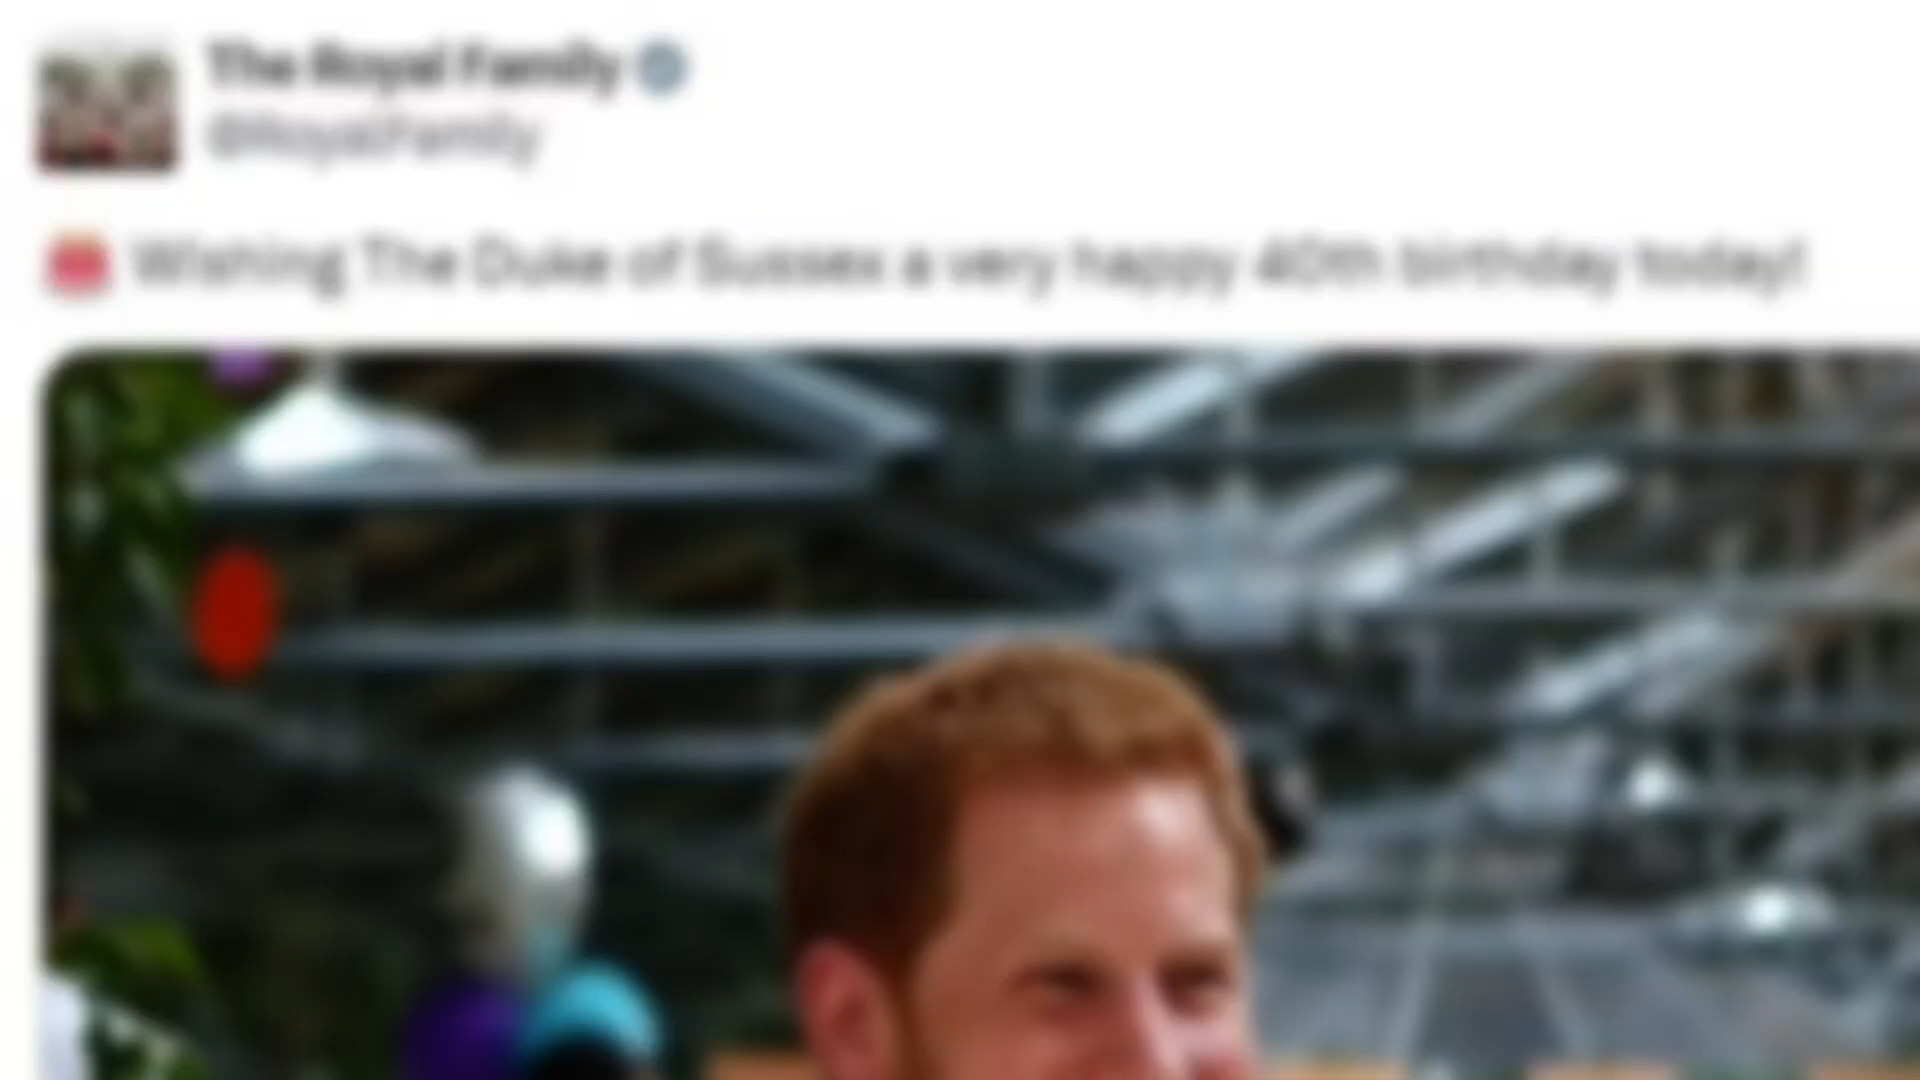 The Royal Family
@RoyalFamily
Wishing The Duke of Sussex a very happy 40th birthday today!